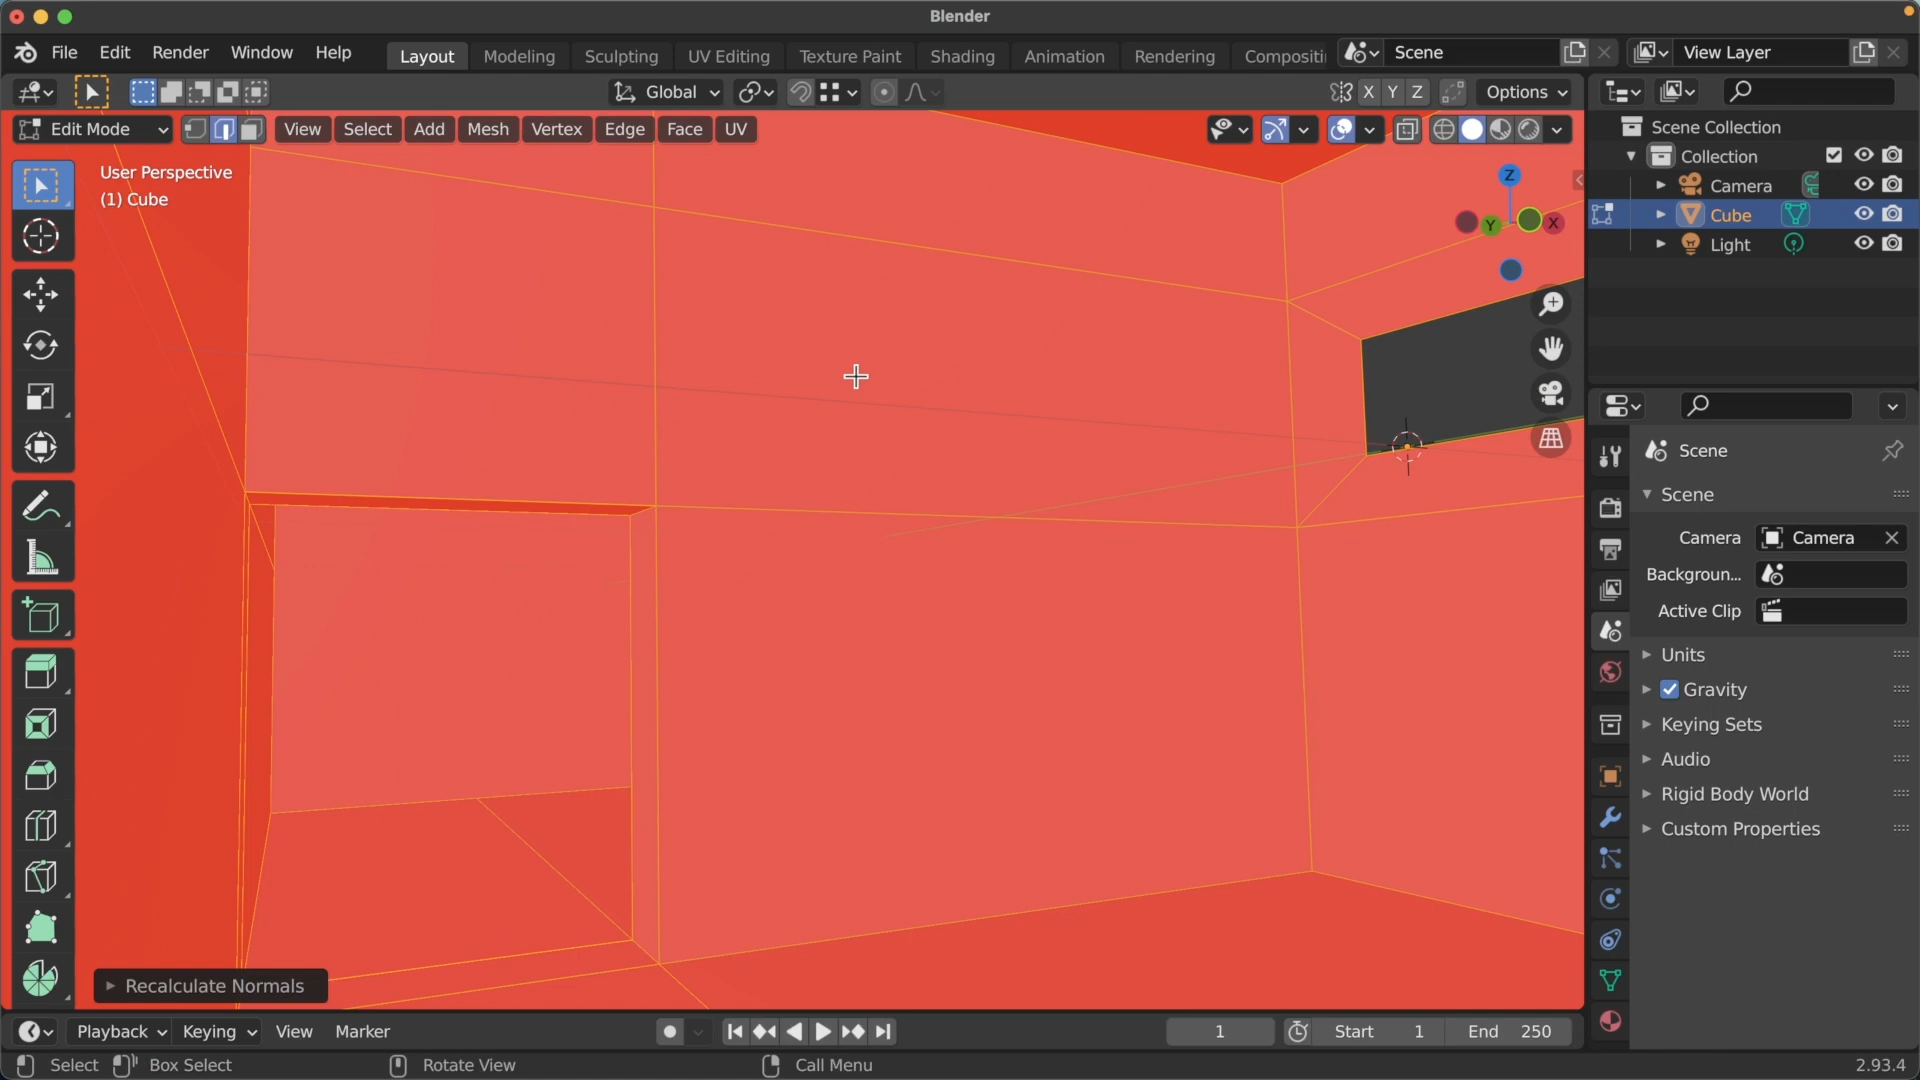 Blender
File Edit Render Window Help Layout Modeling Sculpting UV Editing Texture Paint Shading Animation Rendering Compositi Scene View Layer
Global X Y Z Options
Edit Mode View Select Add Mesh Vertex Edge Face UV
User Perspective
(1) Cube
Z
Y X
Recalculate Normals
Scene Collection
Collection
Camera
Cube
Light
Scene
Scene
Camera Camera
Backgroun...
Active Clip
Units
Gravity
Keying Sets
Audio
Rigid Body World
Custom Properties
Playback Keying View Marker 1 Start 1 End 250
Select Box Select Rotate View Call Menu 2.93.4